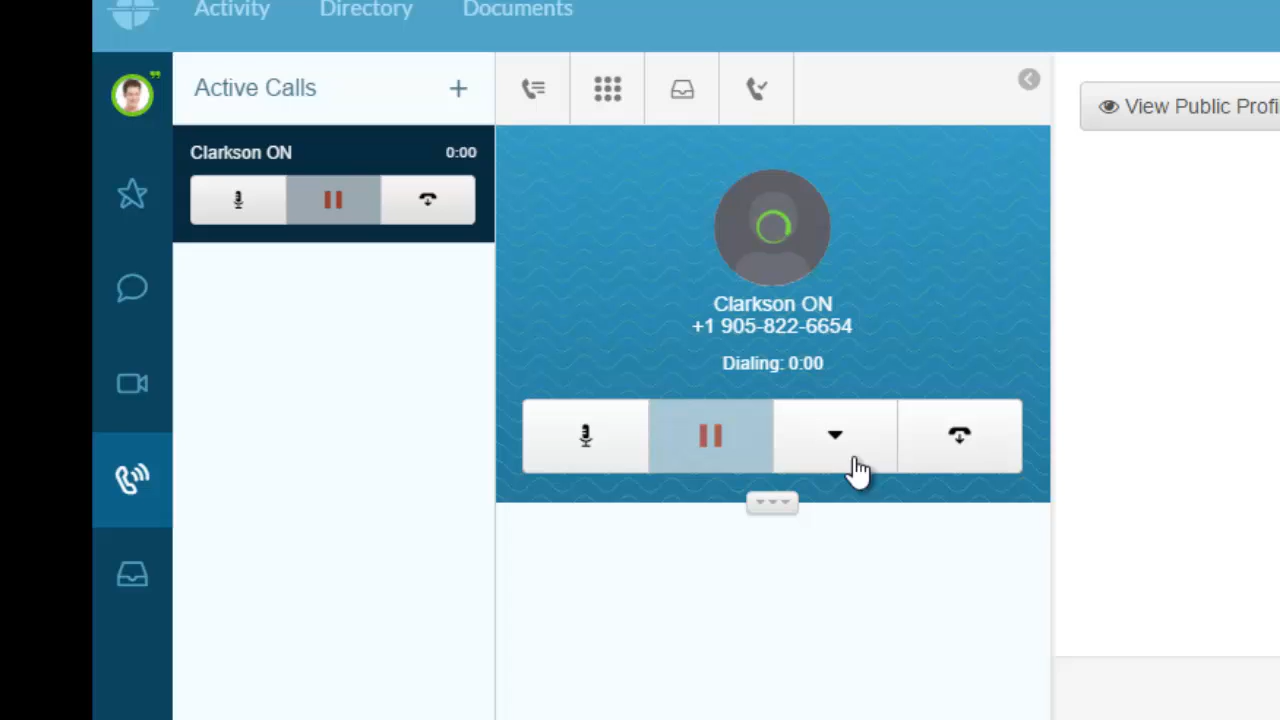 Activity Directory Documents
Active Calls +
View Public Profi
Clarkson ON 0:00
Clarkson ON
+1 905-822-6654
Dialing: 0:00